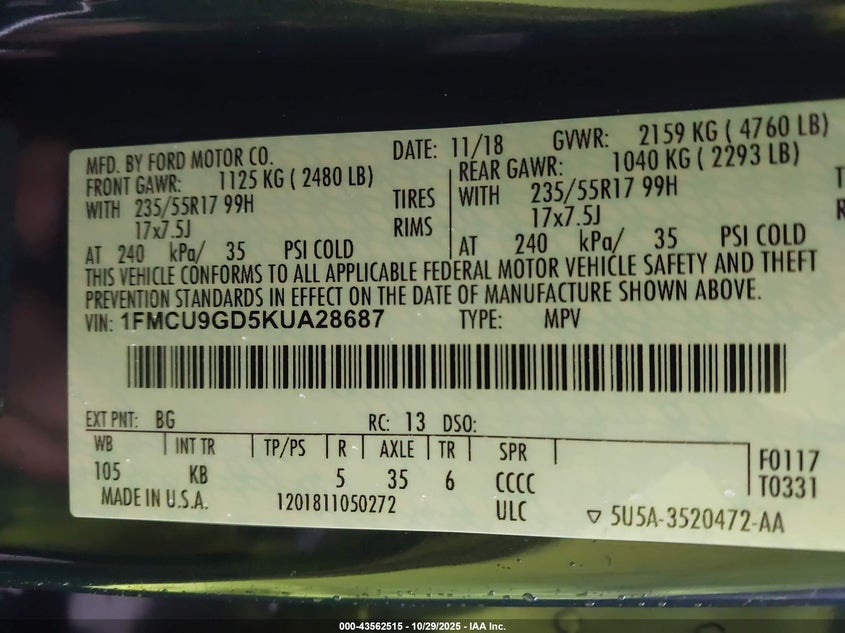 MFD. BY FORD MOTOR CO. DATE: 11/18 GVWR: 2159 KG ( 4760 LB)
FRONT GAWR: 1125 KG ( 2480 LB) REAR GAWR: 1040 KG ( 2293 LB)
WITH 235/55R17 99H TIRES WITH 235/55R17 99H T
17x7.5J RIMS 17x7.5J R
AT 240 kPa/ 35 PSI COLD AT 240 kPa/ 35 PSI COLD
THIS VEHICLE CONFORMS TO ALL APPLICABLE FEDERAL MOTOR VEHICLE SAFETY AND THEFT
PREVENTION STANDARDS IN EFFECT ON THE DATE OF MANUFACTURE SHOWN ABOVE.
VIN: 1FMCU9GD5KUA28687 TYPE: MPV
EXT PNT: BG RC: 13 DSO:
WB INT TR TP/PS R AXLE TR SPR F0117
105 KB 5 35 6 CCCC T0331
MADE IN U.S.A. 1201811050272 ULC ▽ 5U5A-3520472-AA
000-43562515 - 10/29/2025 - IAA Inc.